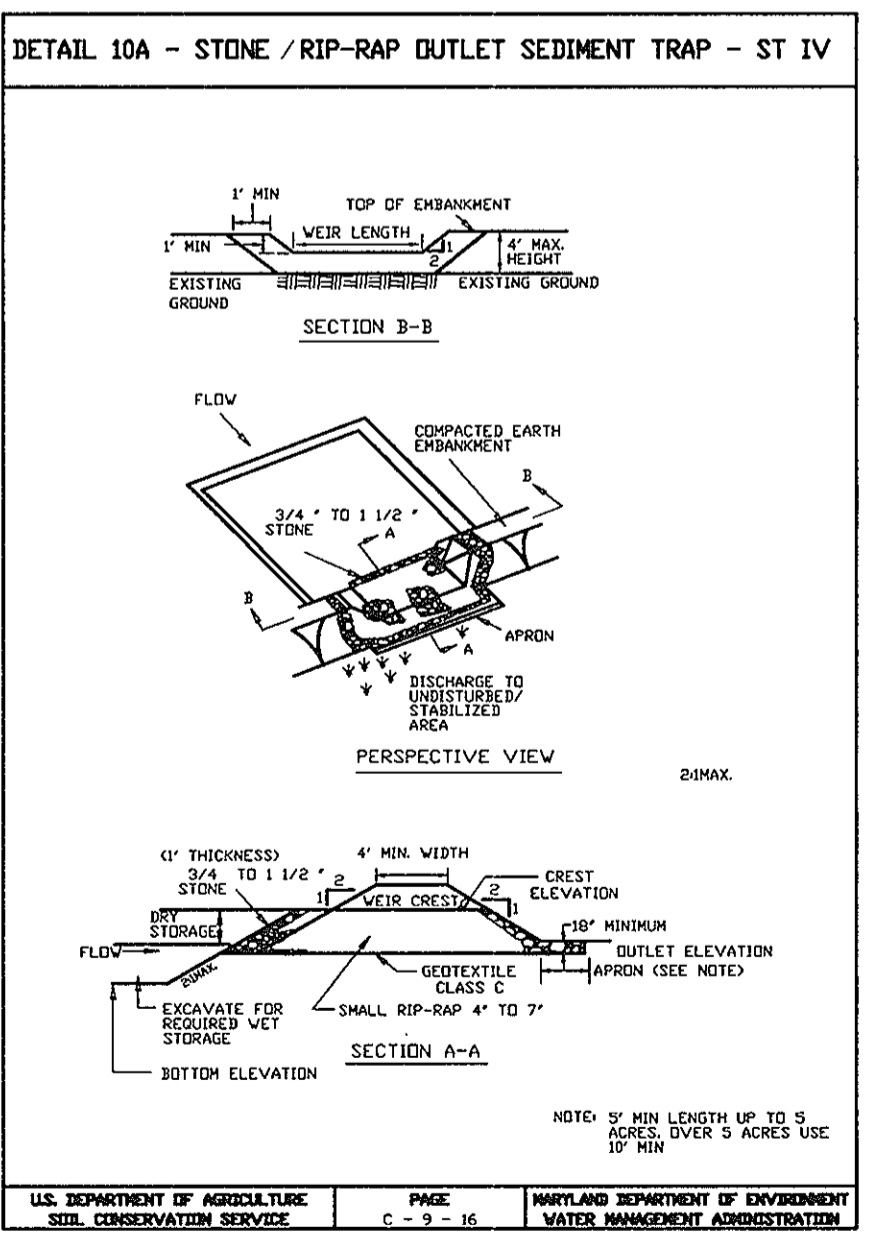 DETAIL 10A - STONE / RIP-RAP OUTLET SEDIMENT TRAP - ST IV
1' MIN
TOP OF EMBANKMENT
WEIR LENGTH
1' MIN
1
2
4' MAX.
HEIGHT
EXISTING
GROUND
EXISTING GROUND
SECTION B-B
FLOW
COMPACTED EARTH
EMBANKMENT
B
3/4 " TO 1 1/2 "
STONE
A
B
APRON
A
DISCHARGE TO
UNDISTURBED/
STABILIZED
AREA
PERSPECTIVE VIEW
2:1MAX.
(1' THICKNESS)
3/4 TO 1 1/2 "
STONE
4' MIN. WIDTH
1
2
WEIR CREST
2
1
CREST
ELEVATION
DRY
STORAGE
18" MINIMUM
FLOW
OUTLET ELEVATION
2:1MAX.
GEOTEXTILE
CLASS C
APRON (SEE NOTE)
EXCAVATE FOR
REQUIRED WET
STORAGE
SMALL RIP-RAP 4" TO 7"
SECTION A-A
BOTTOM ELEVATION
NOTE: 5' MIN LENGTH UP TO 5
ACRES, OVER 5 ACRES USE
10' MIN
U.S. DEPARTMENT OF AGRICULTURE
SOIL CONSERVATION SERVICE
PAGE
C - 9 - 16
MARYLAND DEPARTMENT OF ENVIRONMENT
WATER MANAGEMENT ADMINISTRATION